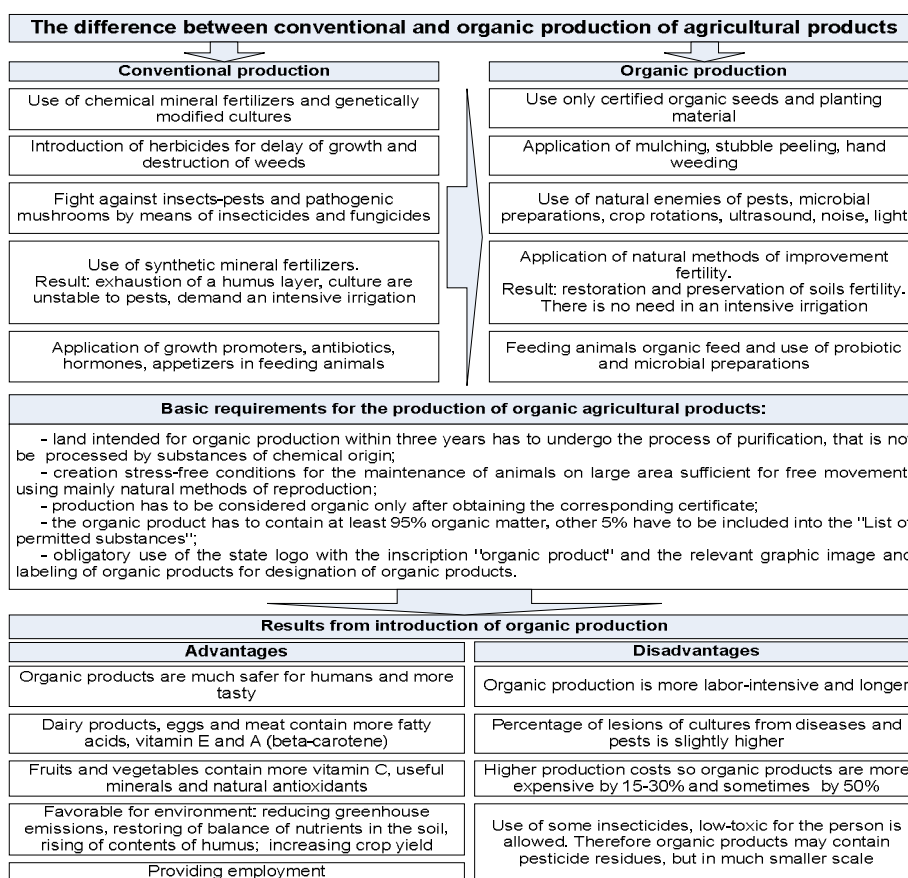 The difference between conventional and organic production of agricultural products
Conventional production
Use of chemical mineral fertilizers and genetically
modified cultures
Introduction of herbicides for delay of growth and
destruction of weeds
Fight against insects-pests and pathogenic
mushrooms by means of insecticides and fungicides
Use of synthetic mineral fertilizers.
Result: exhaustion of a humus layer, culture are
unstable to pests, demand an intensive irrigation
Application of growth promoters, antibiotics,
hormones, appetizers in feeding animals
Organic production
Use only certified organic seeds and planting
material
Application of mulching, stubble peeling, hand
weeding
Use of natural enemies of pests, microbial
preparations, crop rotations, ultrasound, noise, light
Application of natural methods of improvement
fertility.
Result: restoration and preservation of soils fertility.
There is no need in an intensive irrigation
Feeding animals organic feed and use of probiotic
and microbial preparations
Basic requirements for the production of organic agricultural products:
- land intended for organic production within three years has to undergo the process of purification, that is not
be processed by substances of chemical origin;
- creation stress-free conditions for the maintenance of animals on large area sufficient for free movement,
using mainly natural methods of reproduction;
- production has to be considered organic only after obtaining the corresponding certificate;
- the organic product has to contain at least 95% organic matter, other 5% have to be included into the "List of
permitted substances";
- obligatory use of the state logo with the inscription "organic product" and the relevant graphic image and
labeling of organic products for designation of organic products.
Results from introduction of organic production
Advantages
Organic products are much safer for humans and more
tasty
Dairy products, eggs and meat contain more fatty
acids, vitamin E and A (beta-carotene)
Fruits and vegetables contain more vitamin C, useful
minerals and natural antioxidants
Favorable for environment: reducing greenhouse
emissions, restoring of balance of nutrients in the soil,
rising of contents of humus; increasing crop yield
Providing employment
Disadvantages
Organic production is more labor-intensive and longer
Percentage of lesions of cultures from diseases and
pests is slightly higher
Higher production costs so organic products are more
expensive by 15-30% and sometimes by 50%
Use of some insecticides, low-toxic for the person is
allowed. Therefore organic products may contain
pesticide residues, but in much smaller scale